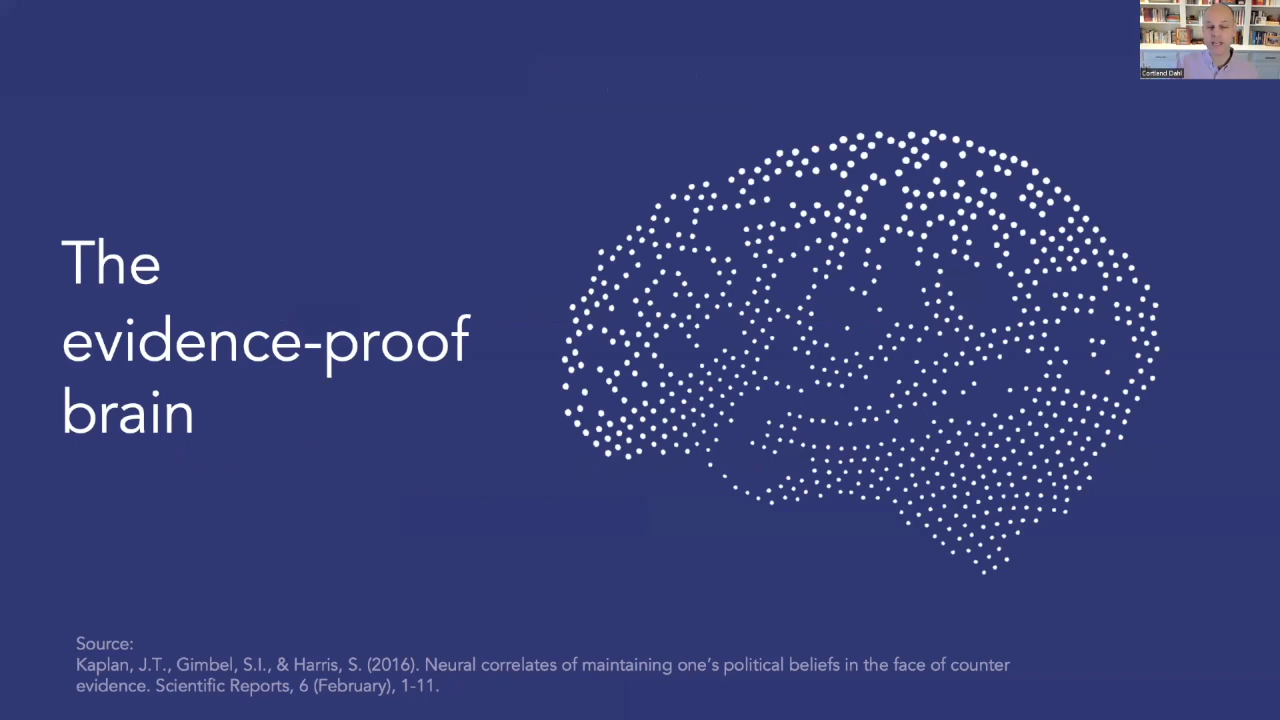 Cortland Dahl
The
evidence-proof
brain
Source:
Kaplan, J.T., Gimbel, S.I., & Harris, S. (2016). Neural correlates of maintaining one’s political beliefs in the face of counter
evidence. Scientific Reports, 6 (February), 1-11.